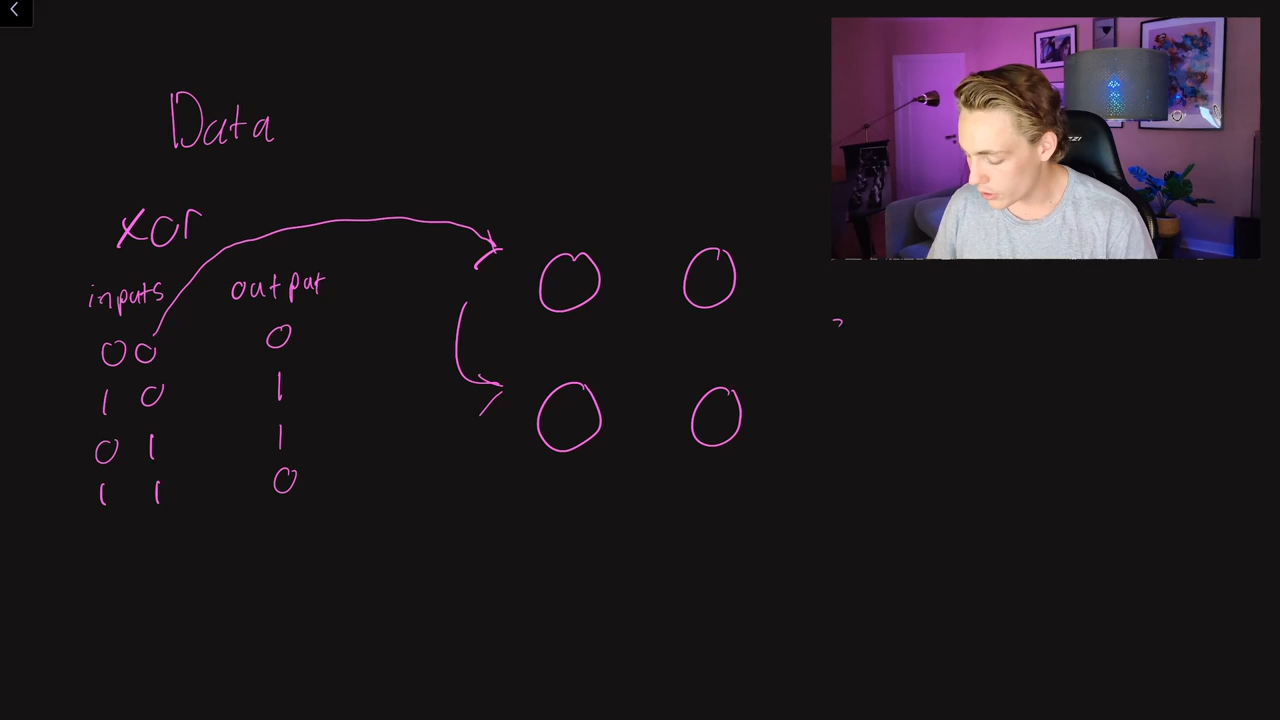 Data
xor
inputs output
0 0 0
1 0 1
0 1 1
1 1 0